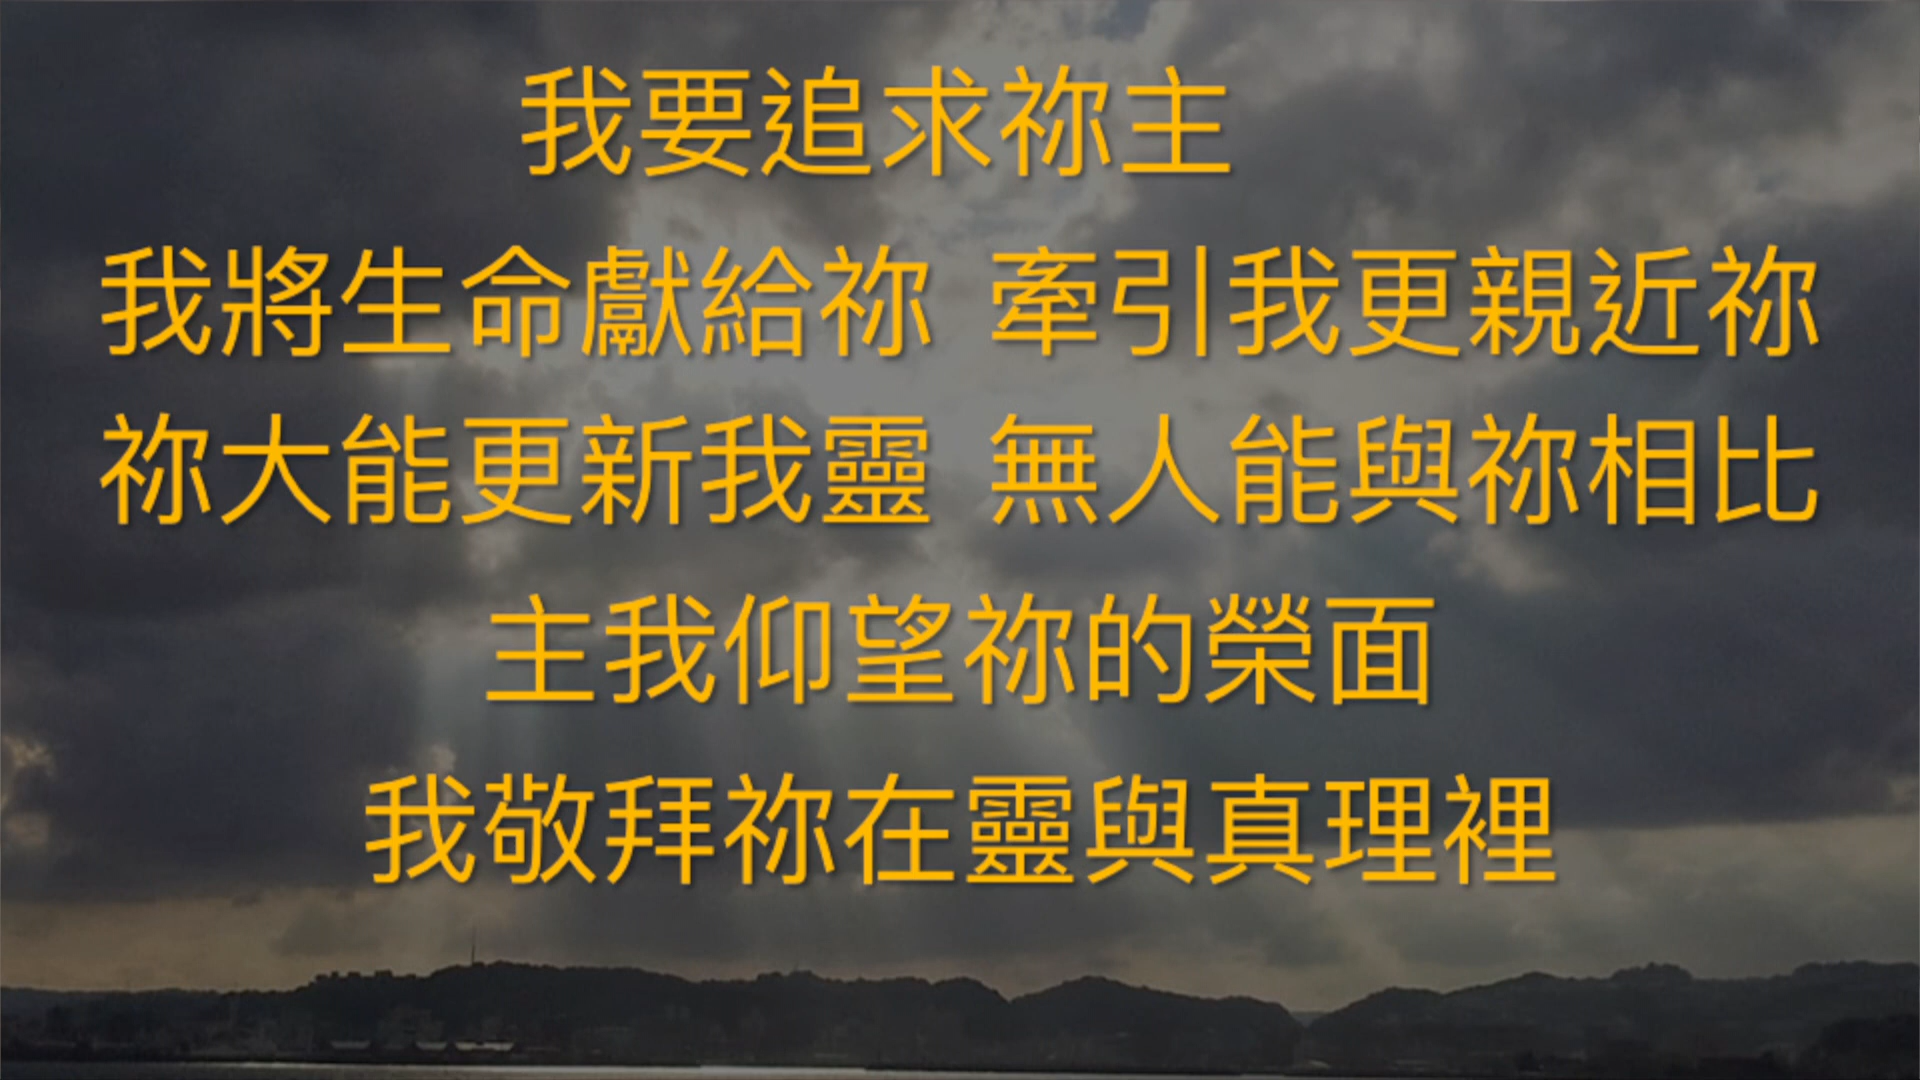 我要追求祢主
我將生命獻給祢 牽引我更親近祢
祢大能更新我靈 無人能與祢相比
主我仰望祢的榮面
我敬拜祢在靈與真理裡